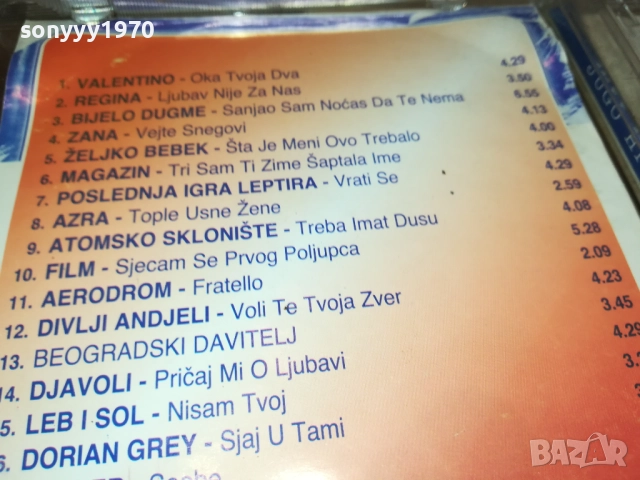 sonyyy1970
1. VALENTINO - Oka Tvoja Dva 4.29
2. REGINA - Ljubav Nije Za Nas 3.50
3. BIJELO DUGME - Sanjao Sam Noćas Da Te Nema 6.55
4. ZANA - Vejte Snegovi 4.13
5. ŽELJKO BEBEK - Šta Je Meni Ovo Trebalo 4.00
6. MAGAZIN - Tri Sam Ti Zime Šaptala Ime 3.34
7. POSLEDNJA IGRA LEPTIRA - Vrati Se 4.29
8. AZRA - Tople Usne Žene 2.59
9. ATOMSKO SKLONIŠTE - Treba Imat Dusu 4.08
10. FILM - Sjecam Se Prvog Poljupca 5.28
11. AERODROM - Fratello 2.09
12. DIVLJI ANDJELI - Voli Te Tvoja Zver 4.23
13. BEOGRADSKI DAVITELJ 3.45
14. DJAVOLI - Pričaj Mi O Ljubavi 4.29
5. LEB I SOL - Nisam Tvoj 3.
6. DORIAN GREY - Sjaj U Tami
BAZAR